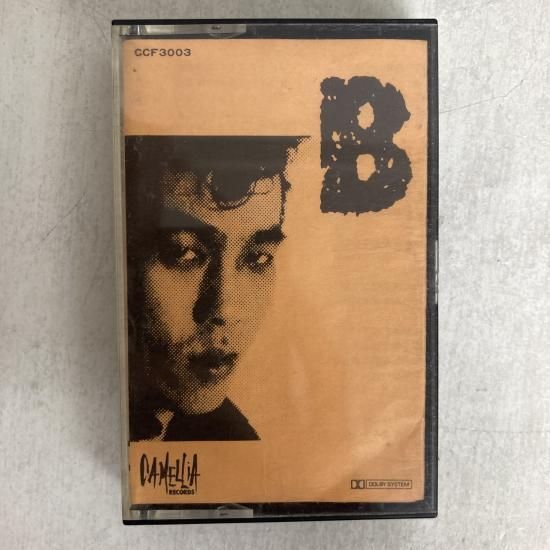 CCF3003
B
CAMELLiA
RECORDS
DOLBY SYSTEM